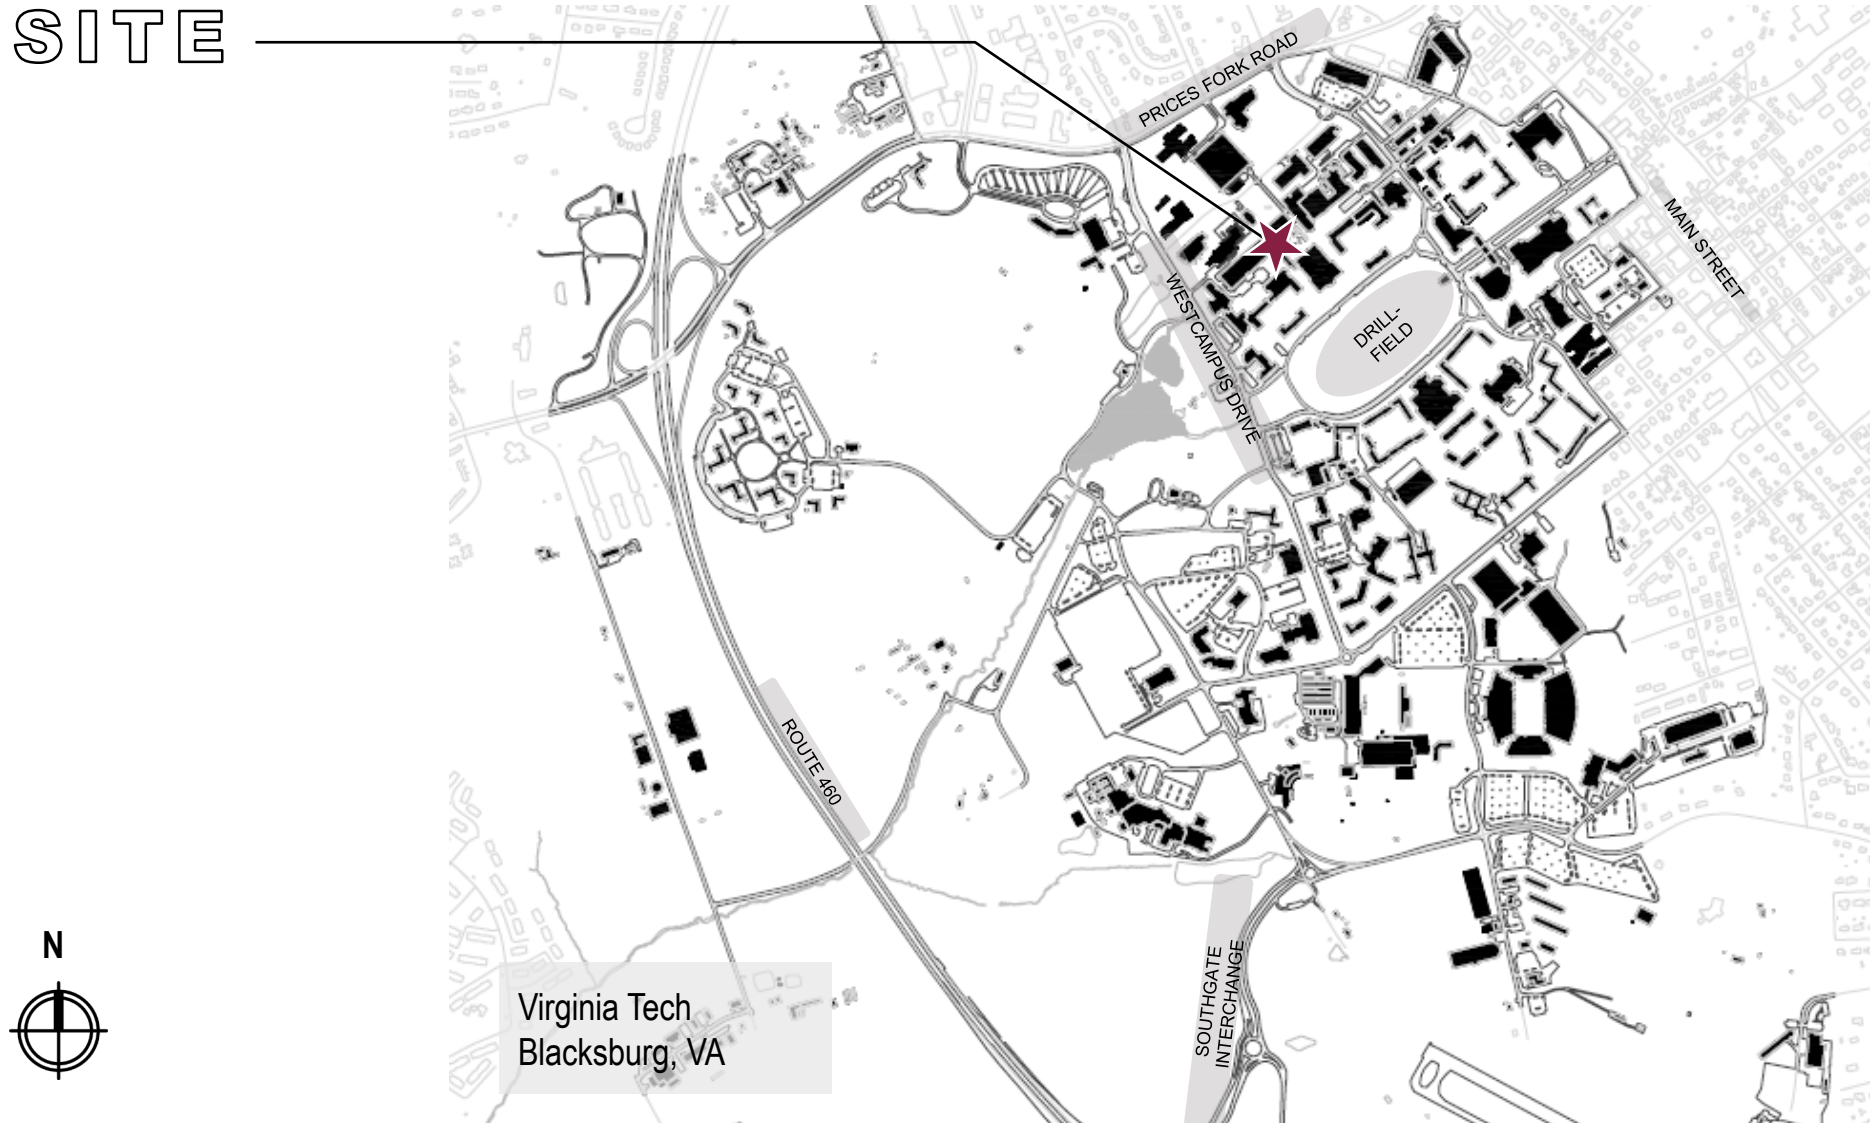 SITE
PRICES FORK ROAD
MAIN STREET
WESTCAMPUS DRIVE
DRILL-
FIELD
ROUTE 460
SOUTHGATE
INTERCHANGE
N
Virginia Tech
Blacksburg, VA